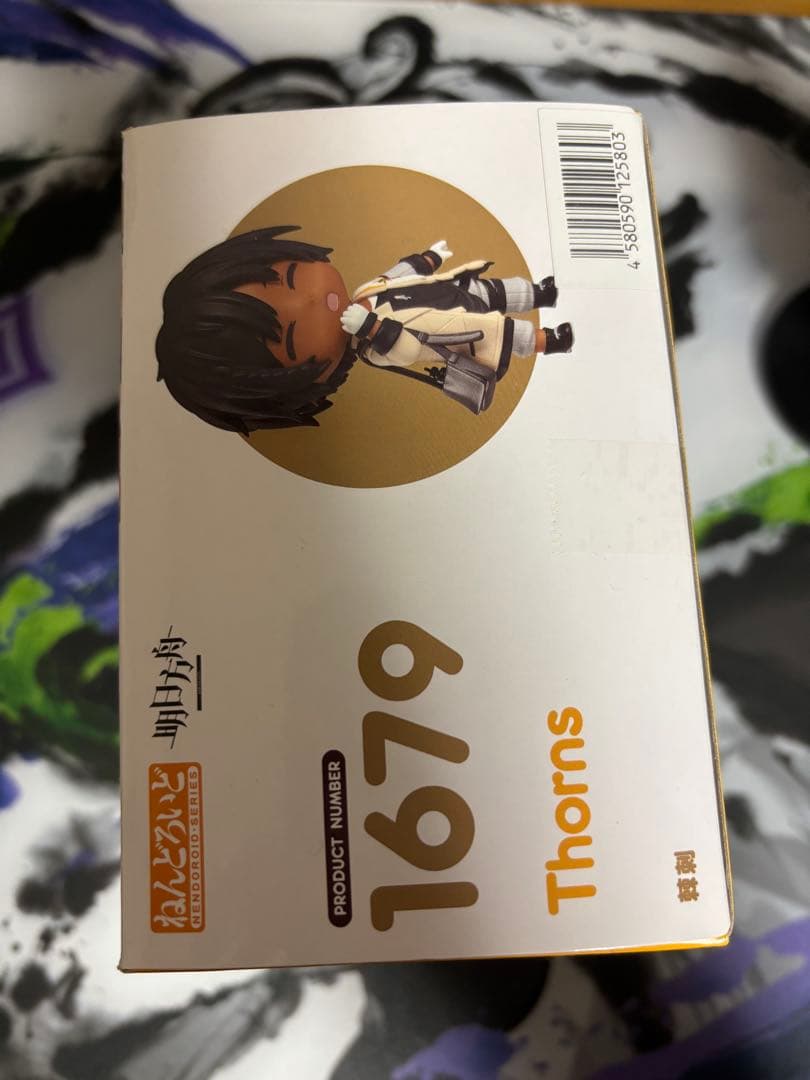 ねんどろいど
NENDOROID·SERIES
明日方舟
PRODUCT NUMBER
1679
Thorns
棘刺
4 580590 125803